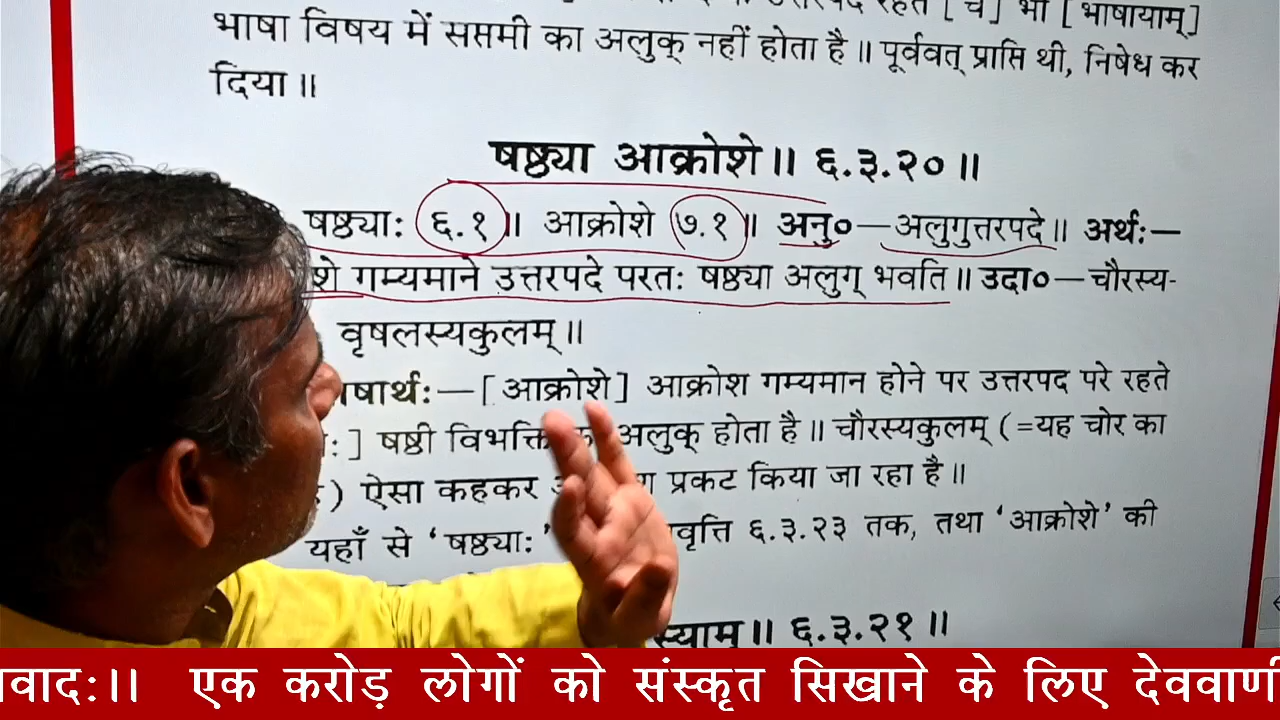 रहते [ च ] भी [ भाषायाम् ]
भाषा विषय में सप्तमी का अलुक् नहीं होता है ॥ पूर्ववत् प्राप्ति थी, निषेध कर
दिया ॥
षष्ठ्या आक्रोशे ॥ ६.३.२० ॥
षष्ठ्याः ६.१ ॥ आक्रोशे ७.१ ॥ अनु०—अलुगुत्तरपदे ॥ अर्थः—
शे गम्यमाने उत्तरपदे परतः षष्ठ्या अलुग् भवति ॥ उदा०—चौरस्य-
वृषलस्यकुलम् ॥
षार्थः—[ आक्रोशे ] आक्रोश गम्यमान होने पर उत्तरपद परे रहते
: ] षष्ठी विभक्ति अलुक् होता है ॥ चौरस्यकुलम् (=यह चोर का
) ऐसा कहकर प्रकट किया जा रहा है ॥
यहाँ से ‘षष्ठ्याः’ वृत्ति ६.३.२३ तक, तथा ‘आक्रोशे’ की
स्याम् ॥ ६.३.२१ ॥
वादः।। एक करोड़ लोगों को संस्कृत सिखाने के लिए देववाणी